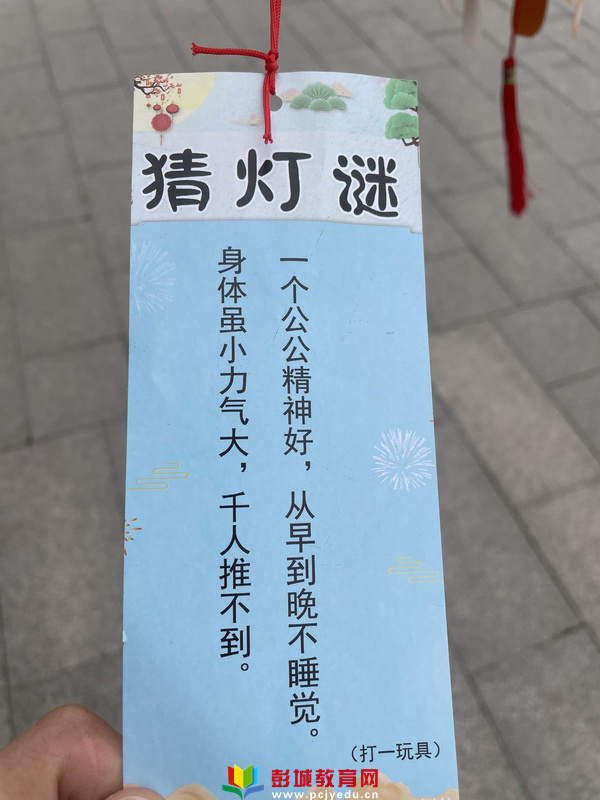 猜灯谜
一个公公精神好，从早到晚不睡觉。
身体虽小力气大，千人推不到。
（打一玩具）
彭城教育网
www.pcjyedu.cn